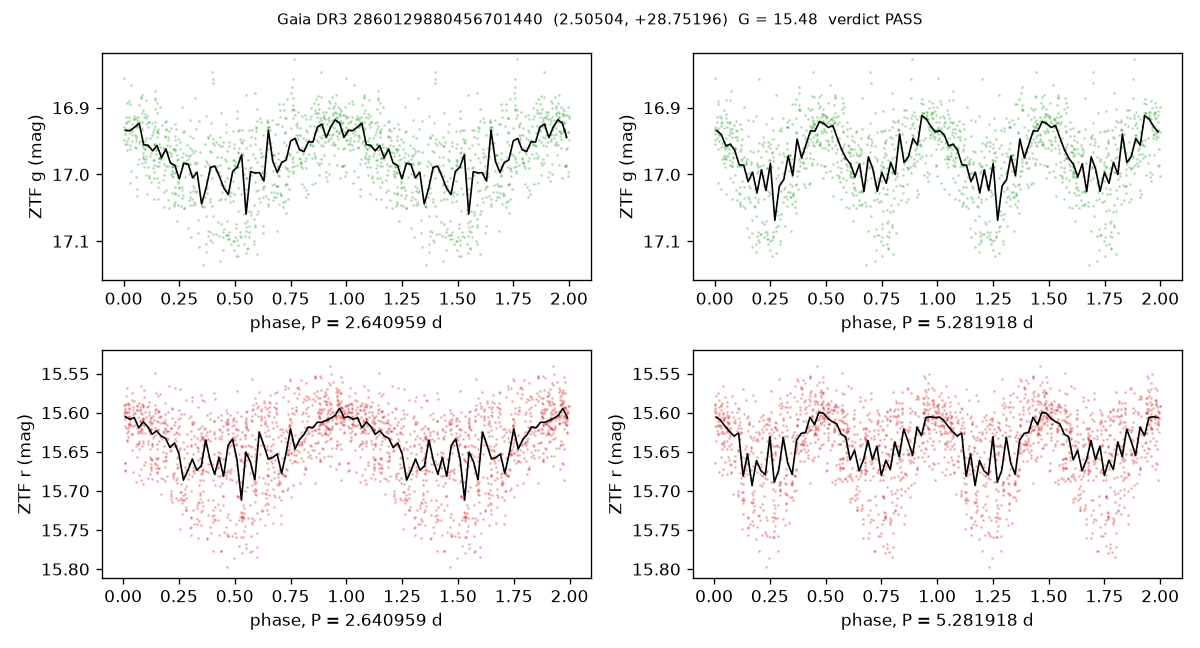 Gaia DR3 2860129880456701440 (2.50504, +28.75196) G = 15.48 verdict PASS
ZTF g (mag)
16.9
17.0
17.1
0.00 0.25 0.50 0.75 1.00 1.25 1.50 1.75 2.00
phase, P = 2.640959 d
ZTF g (mag)
16.9
17.0
17.1
0.00 0.25 0.50 0.75 1.00 1.25 1.50 1.75 2.00
phase, P = 5.281918 d
ZTF r (mag)
15.55
15.60
15.65
15.70
15.75
15.80
0.00 0.25 0.50 0.75 1.00 1.25 1.50 1.75 2.00
phase, P = 2.640959 d
ZTF r (mag)
15.55
15.60
15.65
15.70
15.75
15.80
0.00 0.25 0.50 0.75 1.00 1.25 1.50 1.75 2.00
phase, P = 5.281918 d